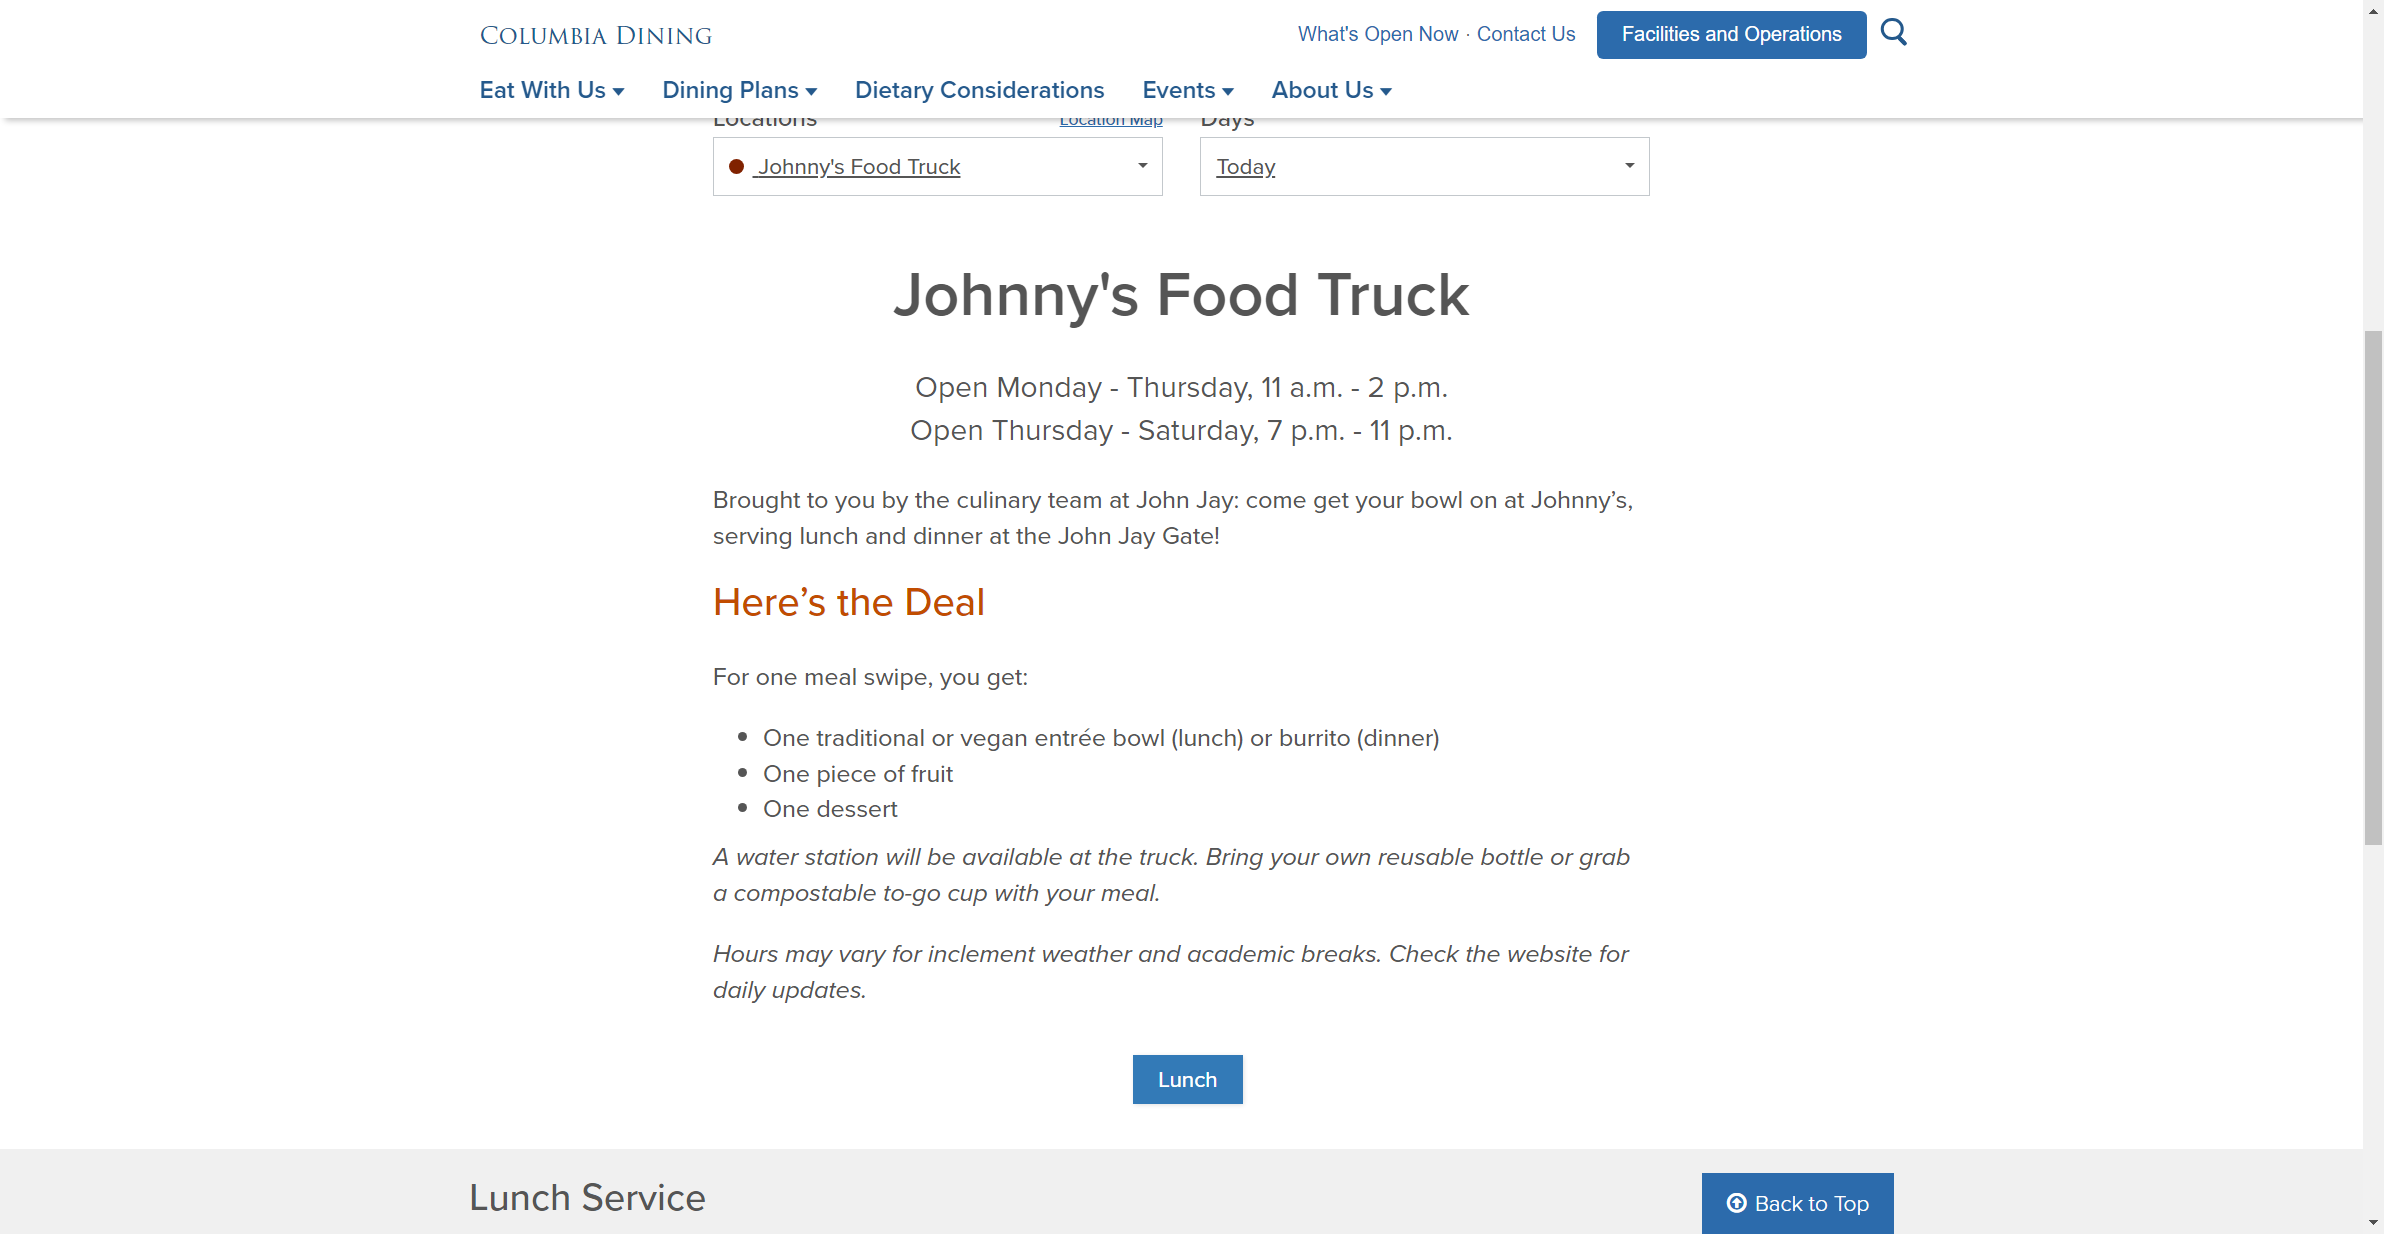 COLUMBIA DINING
What's Open Now · Contact Us
Facilities and Operations
Eat With Us
Dining Plans
Dietary Considerations
Events
About Us
Locations
Location Map
Days
Johnny's Food Truck
Today
Johnny's Food Truck
Open Monday - Thursday, 11 a.m. - 2 p.m.
Open Thursday - Saturday, 7 p.m. - 11 p.m.
Brought to you by the culinary team at John Jay: come get your bowl on at Johnny’s,
serving lunch and dinner at the John Jay Gate!
Here’s the Deal
For one meal swipe, you get:
• One traditional or vegan entrée bowl (lunch) or burrito (dinner)
• One piece of fruit
• One dessert
A water station will be available at the truck. Bring your own reusable bottle or grab
a compostable to-go cup with your meal.
Hours may vary for inclement weather and academic breaks. Check the website for
daily updates.
Lunch
Lunch Service
Back to Top